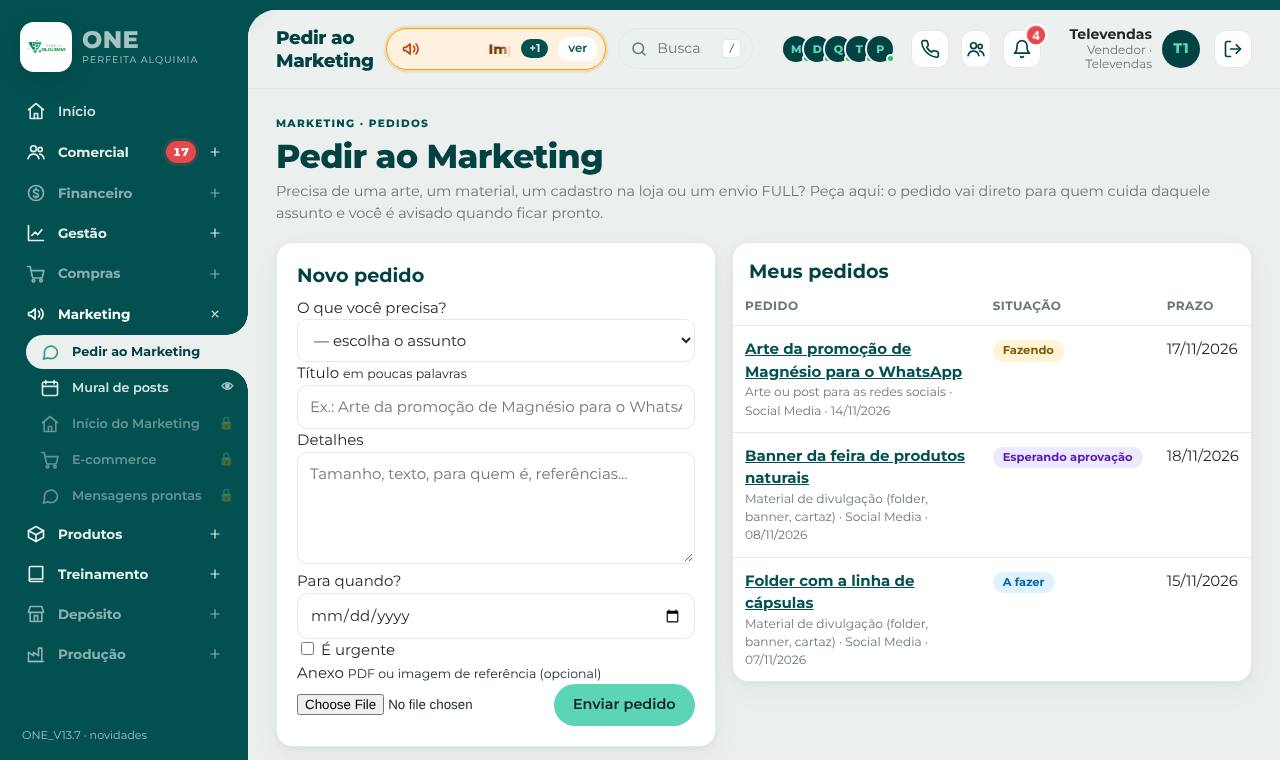 ONE
PERFEITA ALQUIMIA
Início
Comercial 17 +
Financeiro +
Gestão +
Compras +
Marketing ×
Pedir ao Marketing
Mural de posts
Início do Marketing
E-commerce
Mensagens prontas
Produtos +
Treinamento +
Depósito +
Produção +
ONE_V13.7 · novidades
Pedir ao
Marketing
+1 ver
Busca /
M D Q T P
4
Televendas
Vendedor ·
Televendas
T1
MARKETING · PEDIDOS
Pedir ao Marketing
Precisa de uma arte, um material, um cadastro na loja ou um envio FULL? Peça aqui: o pedido vai direto para quem cuida daquele
assunto e você é avisado quando ficar pronto.
Novo pedido
O que você precisa?
— escolha o assunto
Título em poucas palavras
Ex.: Arte da promoção de Magnésio para o Whats
Detalhes
Tamanho, texto, para quem é, referências...
Para quando?
mm/dd/yyyy
É urgente
Anexo PDF ou imagem de referência (opcional)
Choose File No file chosen
Enviar pedido
Meus pedidos
PEDIDO SITUAÇÃO PRAZO
Arte da promoção de Fazendo 17/11/2026
Magnésio para o WhatsApp
Arte ou post para as redes sociais ·
Social Media · 14/11/2026
Banner da feira de produtos Esperando aprovação 18/11/2026
naturais
Material de divulgação (folder,
banner, cartaz) · Social Media ·
08/11/2026
Folder com a linha de A fazer 15/11/2026
cápsulas
Material de divulgação (folder,
banner, cartaz) · Social Media ·
07/11/2026